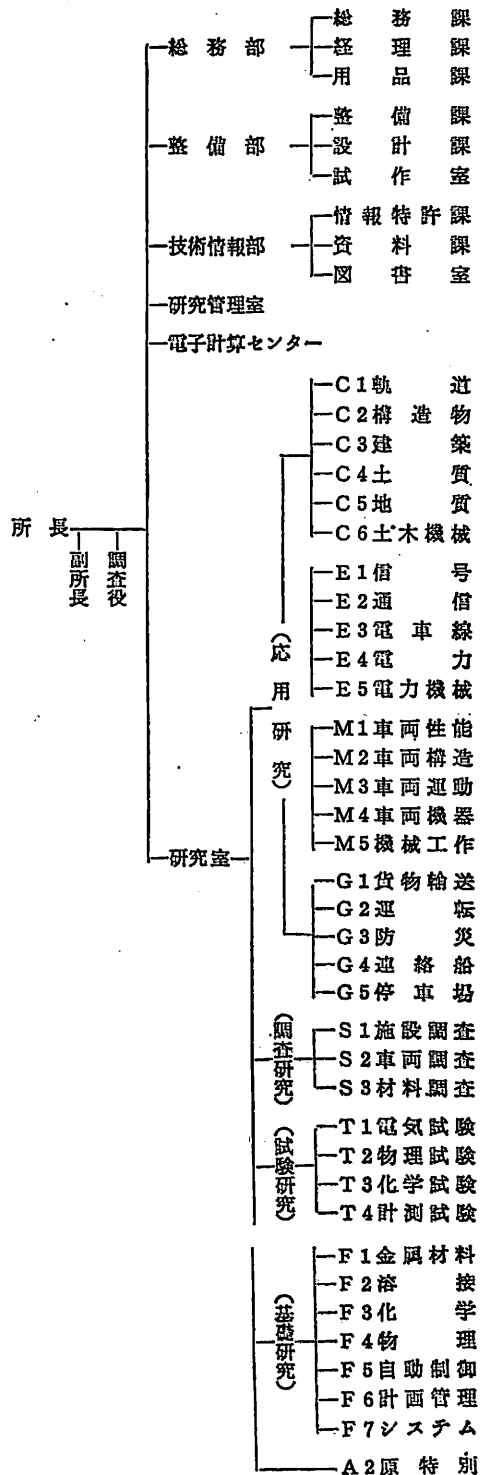 総務部
総務課
経理課
用品課
整備部
整備課
設計課
試作室
技術情報部
情報特許課
資料課
図書室
研究管理室
電子計算センター
所長
副所長
調査役
研究室
(応用研究)
C1軌道
C2構造物
C3建築
C4土質
C5地質
C6土木機械
E1信号
E2通信
E3電車線
E4電力
E5電力機械
M1車両性能
M2車両構造
M3車両運動
M4車両機器
M5機械工作
G1貨物輸送
G2運転
G3防災
G4連絡船
G5停車場
(調査研究)
S1施設調査
S2車両調査
S3材料調査
(試験研究)
T1電気試験
T2物理試験
T3化学試験
T4計測試験
(基礎研究)
F1金属材料
F2溶接
F3化学
F4物理
F5自動制御
F6計画管理
F7システム
A2原特別